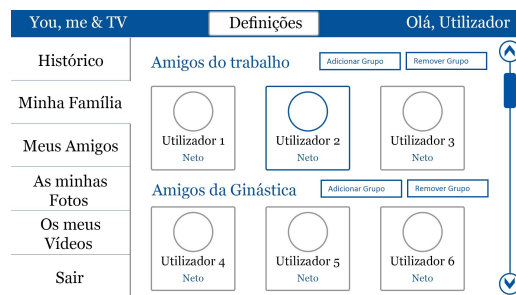 You, me & TV
Definições
Olá, Utilizador
Histórico
Minha Família
Meus Amigos
As minhas
Fotos
Os meus
Vídeos
Sair
Amigos do trabalho
Adicionar Grupo
Remover Grupo
Utilizador 1
Neto
Utilizador 2
Neto
Utilizador 3
Neto
Amigos da Ginástica
Adicionar Grupo
Remover Grupo
Utilizador 4
Neto
Utilizador 5
Neto
Utilizador 6
Neto